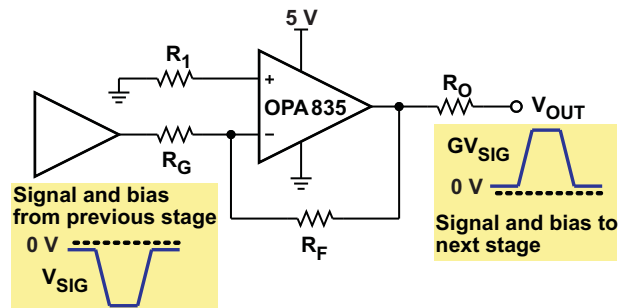 5 V
R1
+
OPA835
−
RG
RO
VOUT
GVSIG
0 V
Signal and bias to
next stage
RF
Signal and bias
from previous stage
0 V
VSIG